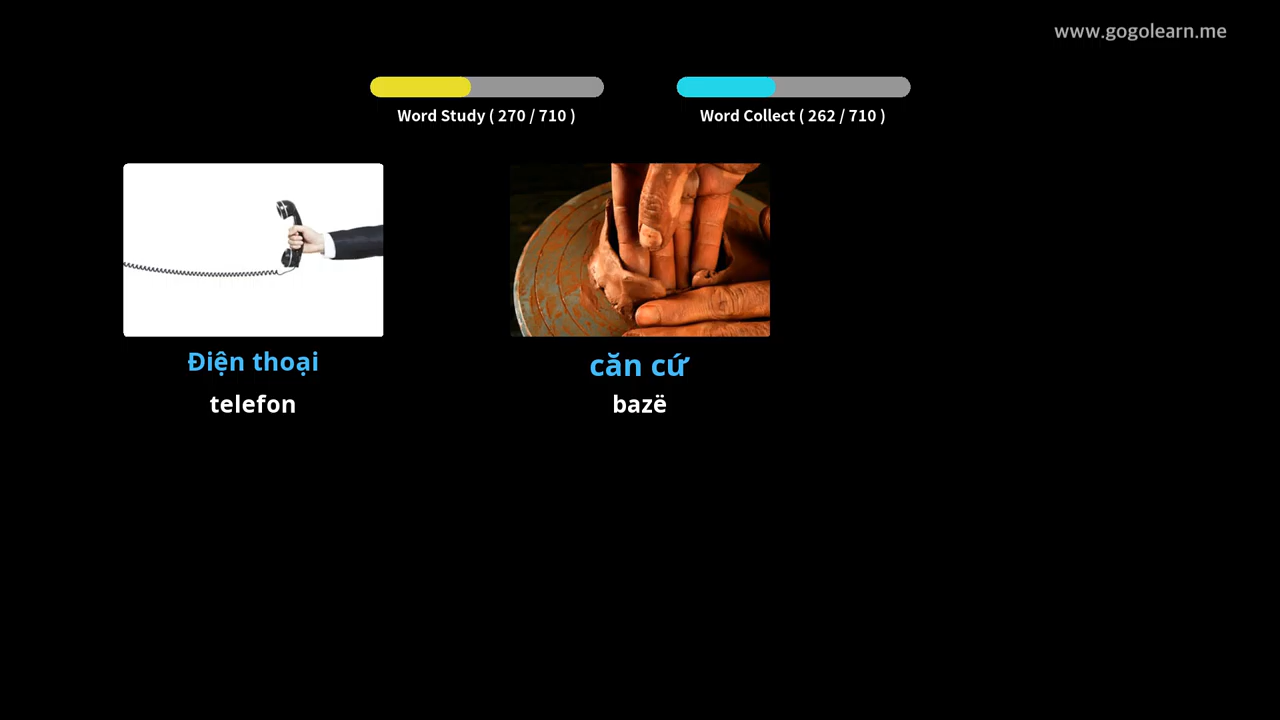 www.gogolearn.me
Word Study ( 270 / 710 )
Word Collect ( 262 / 710 )
Điện thoại
telefon
căn cứ
bazë